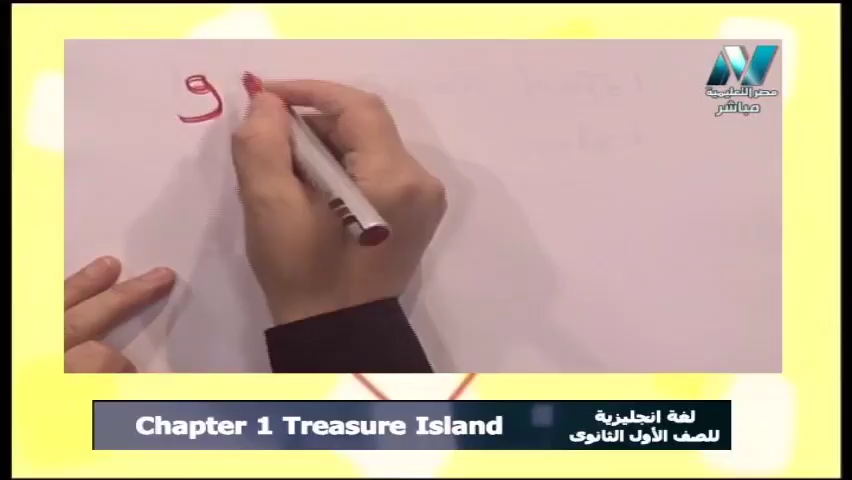 و
مصر التعليمية
مباشر
Chapter 1 Treasure Island
لغة انجليزية
للصف الأول الثانوى